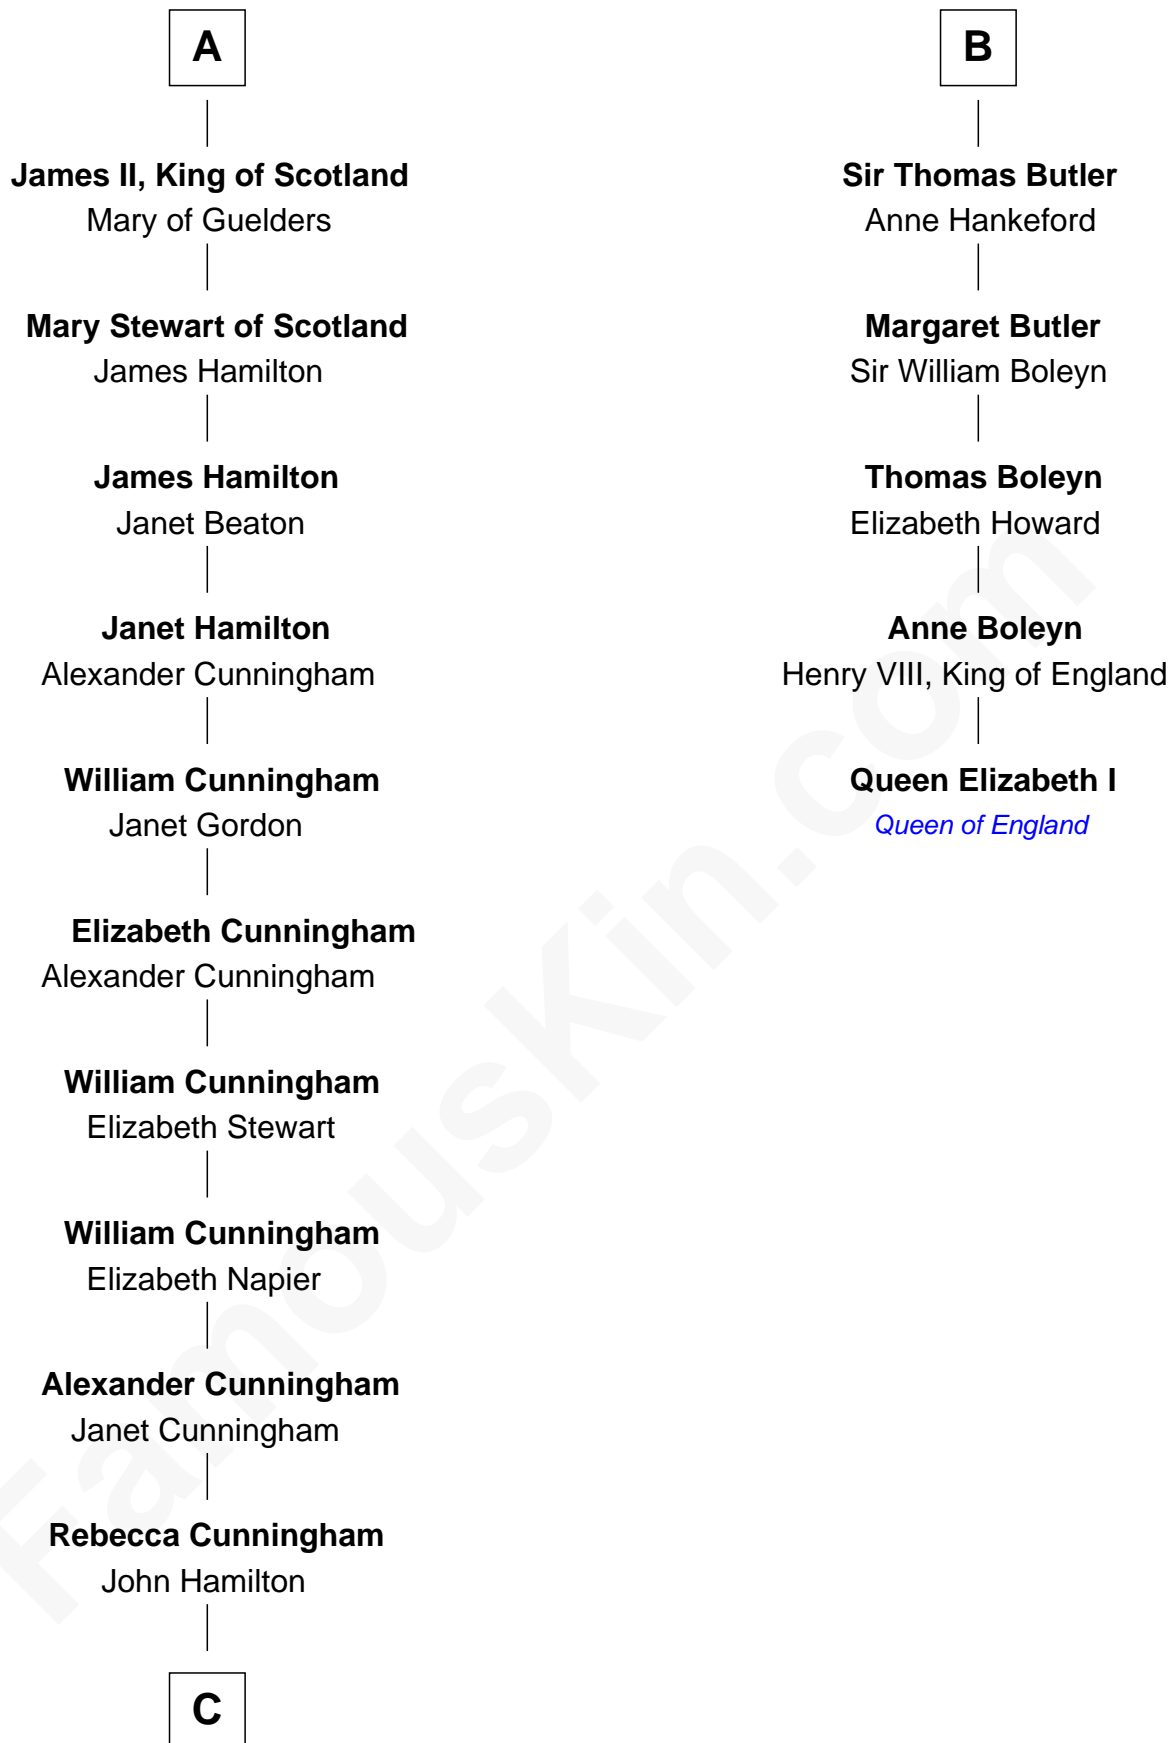 A
James II, King of Scotland
Mary of Guelders
Mary Stewart of Scotland
James Hamilton
James Hamilton
Janet Beaton
Janet Hamilton
Alexander Cunningham
William Cunningham
Janet Gordon
Elizabeth Cunningham
Alexander Cunningham
William Cunningham
Elizabeth Stewart
William Cunningham
Elizabeth Napier
Alexander Cunningham
Janet Cunningham
Rebecca Cunningham
John Hamilton
C
B
Sir Thomas Butler
Anne Hankeford
Margaret Butler
Sir William Boleyn
Thomas Boleyn
Elizabeth Howard
Anne Boleyn
Henry VIII, King of England
Queen Elizabeth I
Queen of England
FamousKin.com